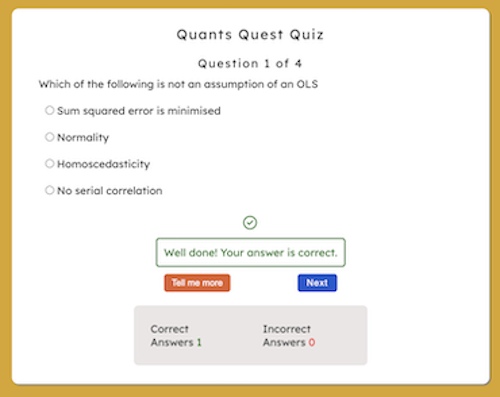 Quants Quest Quiz
Question 1 of 4
Which of the following is not an assumption of an OLS
Sum squared error is minimised
Normality
Homoscedasticity
No serial correlation
Well done! Your answer is correct.
Tell me more
Next
Correct
Answers 1
Incorrect
Answers 0